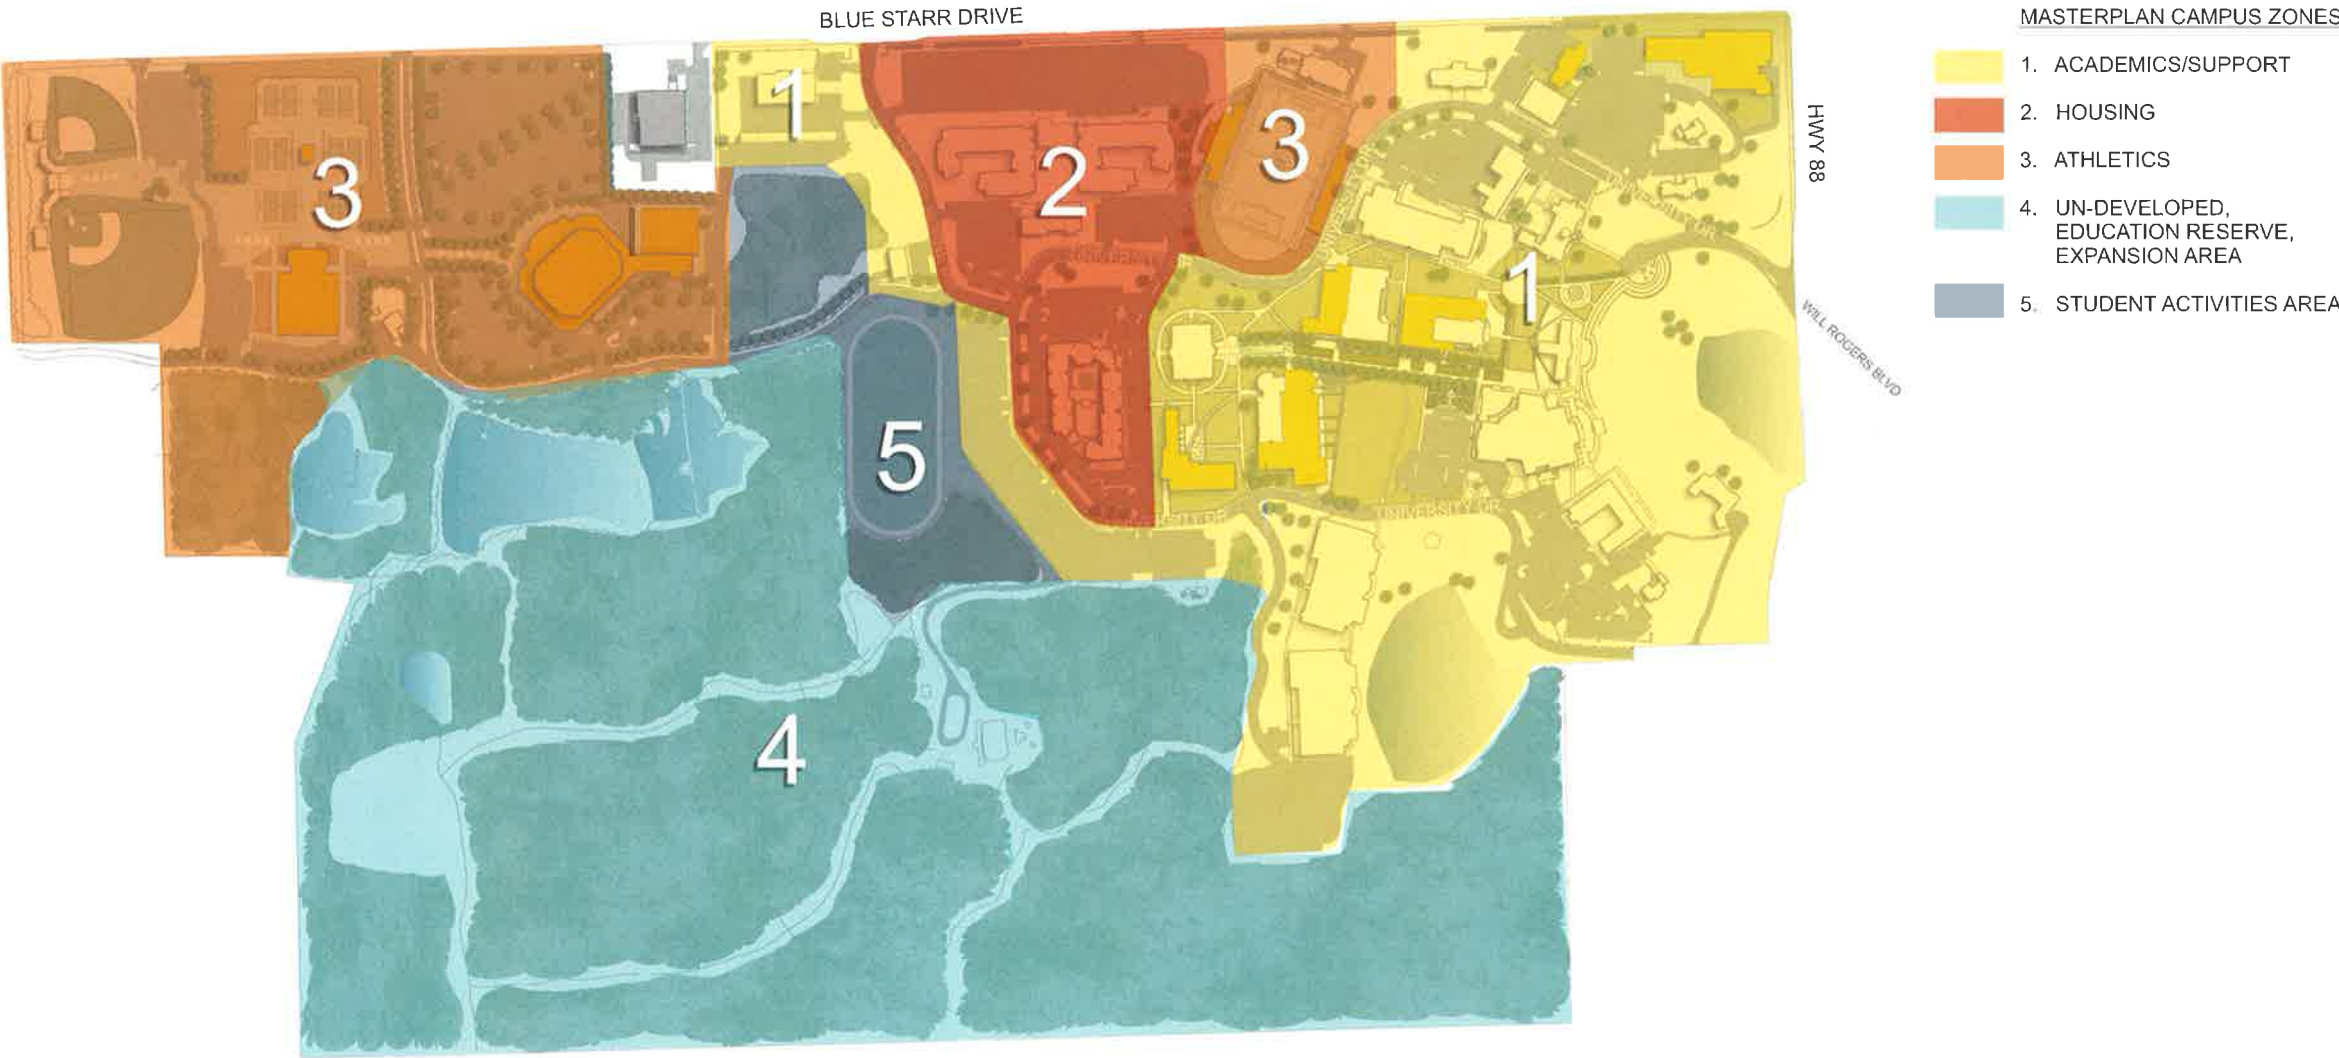 BLUE STARR DRIVE
MASTERPLAN CAMPUS ZONES
1. ACADEMICS/SUPPORT
2. HOUSING
3. ATHLETICS
4. UN-DEVELOPED,
EDUCATION RESERVE,
EXPANSION AREA
5. STUDENT ACTIVITIES AREA
HWY 88
WILL ROGERS BLVD
1
3
2
3
1
5
4
UNIVERSITY DR